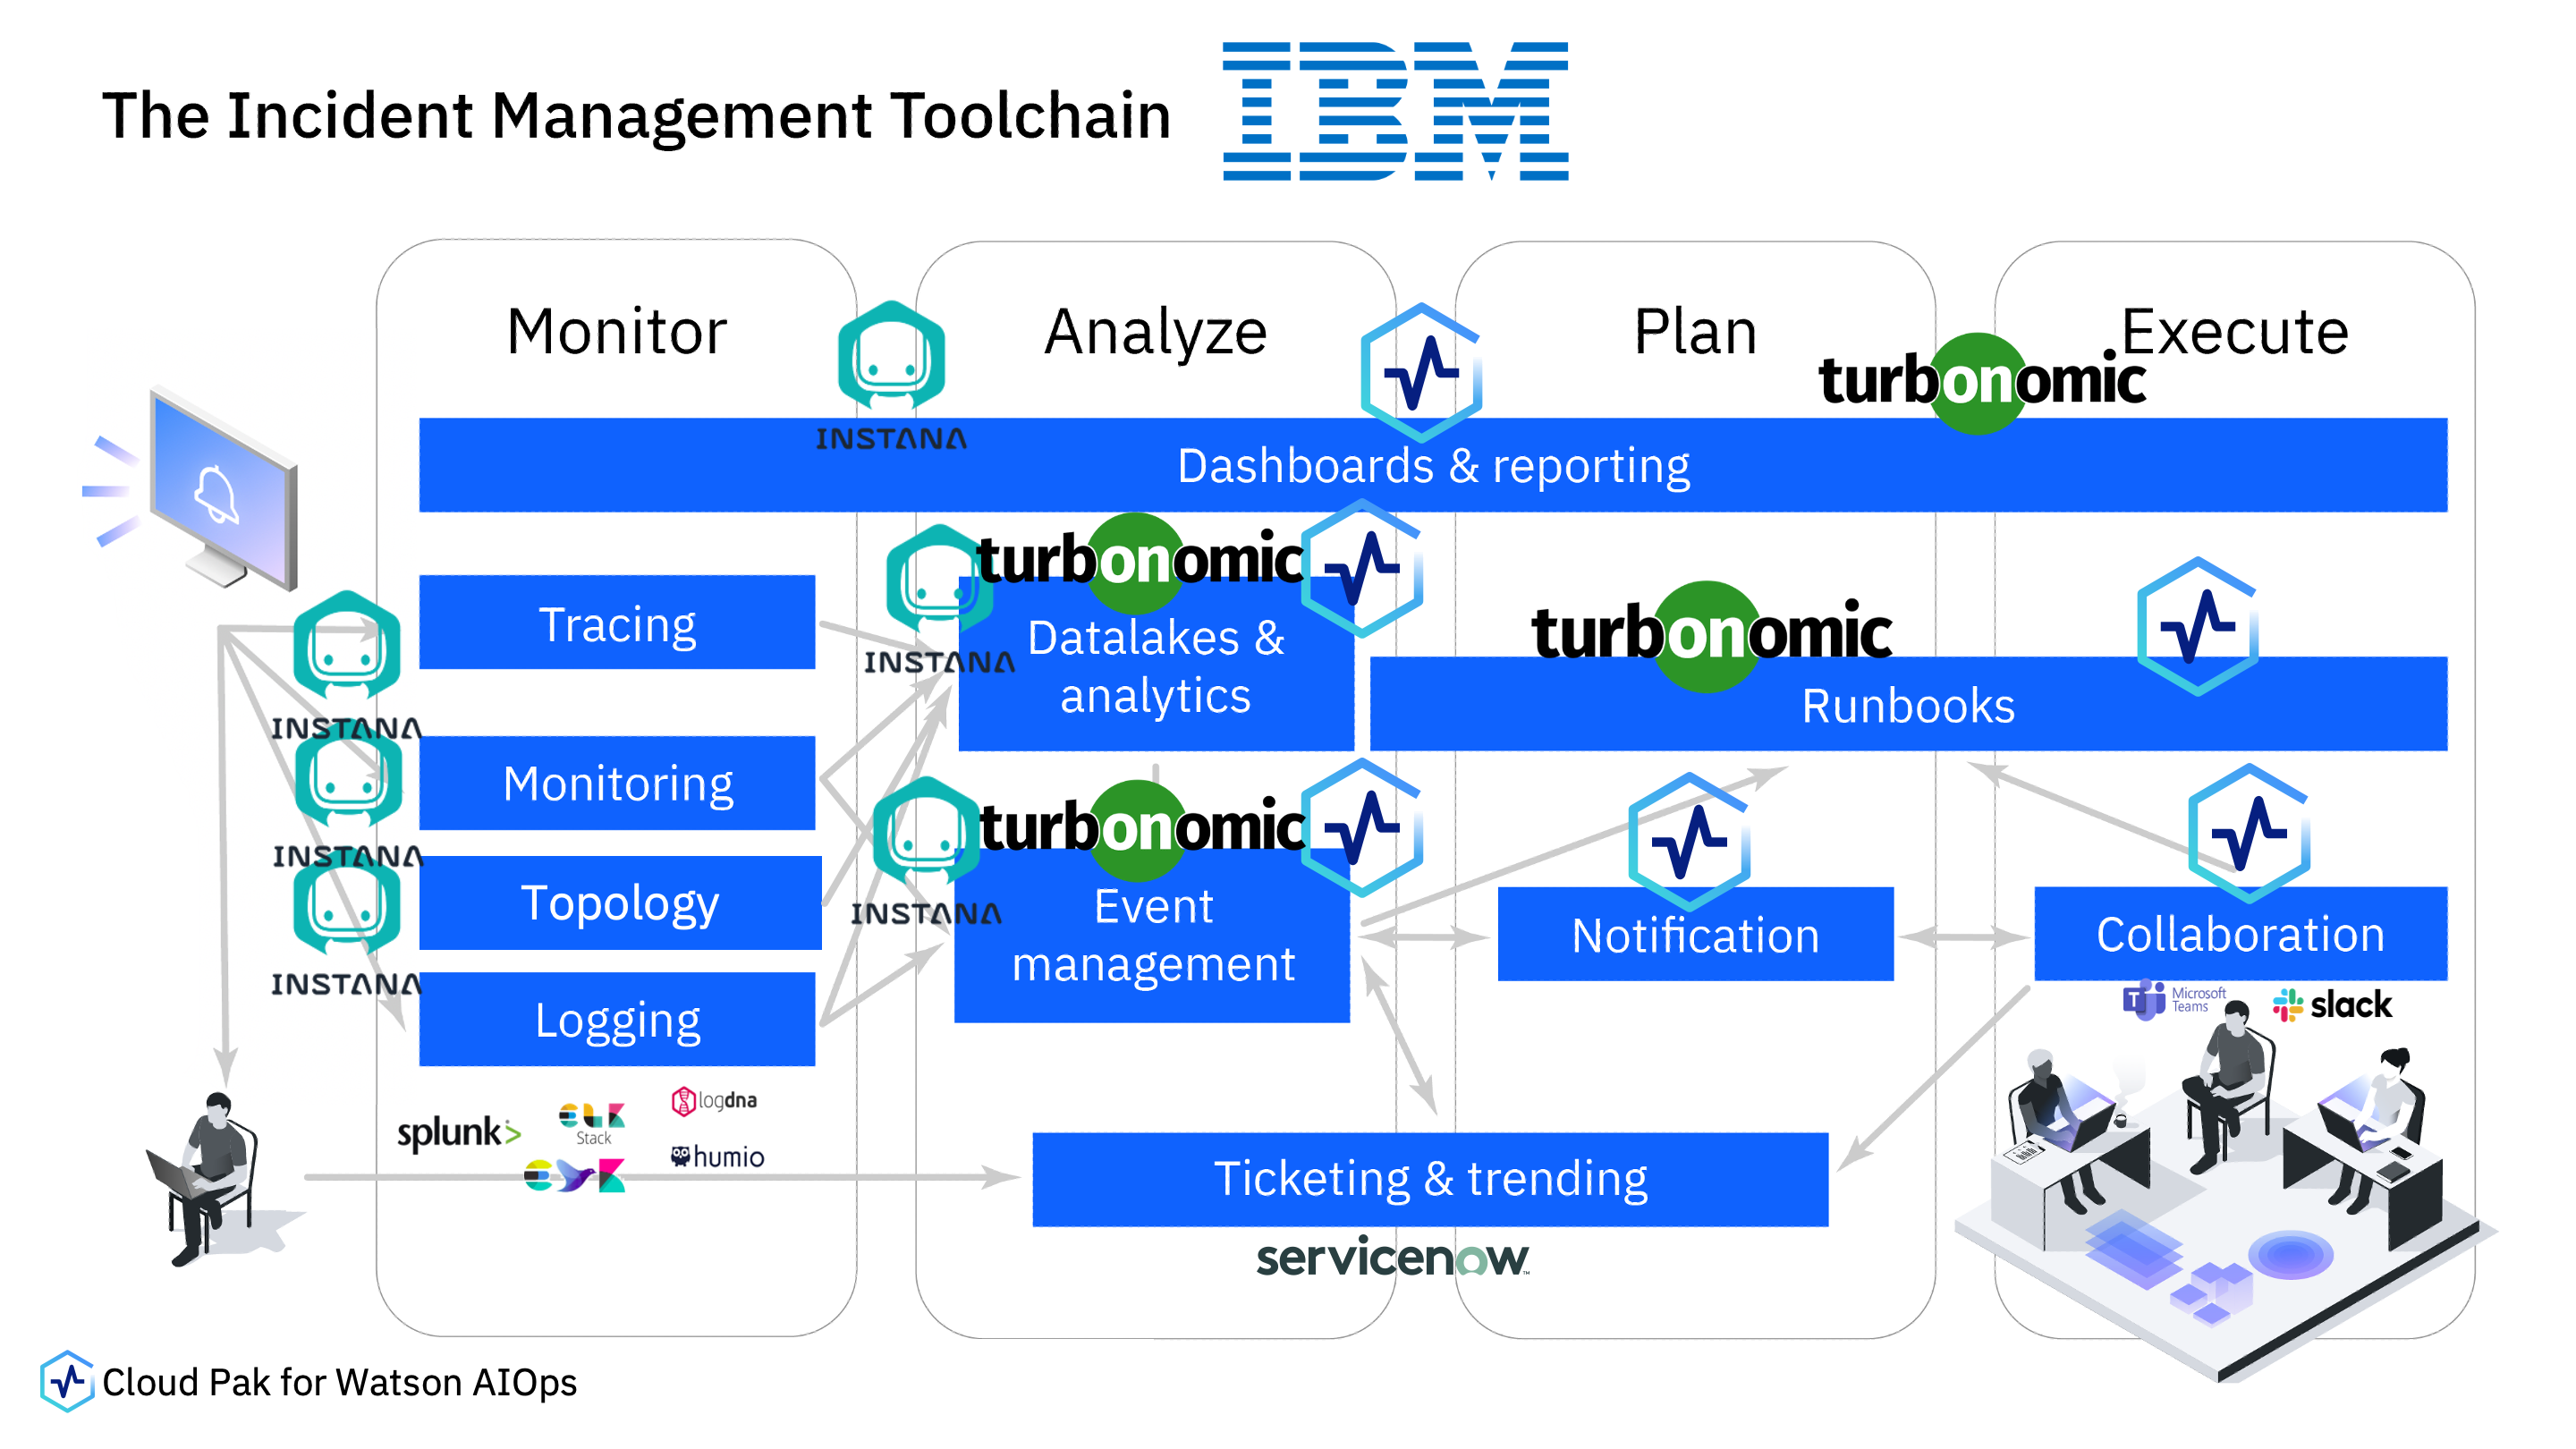 The Incident Management Toolchain
IBM
Monitor
Analyze
Plan
Execute
INSTANA
turbonomic
Dashboards & reporting
Tracing
INSTANA
INSTANA
turbonomic
Datalakes &
analytics
turbonomic
Runbooks
Monitoring
INSTANA
Topology
INSTANA
INSTANA
turbonomic
Event
management
Notification
Collaboration
Logging
Microsoft
Teams
slack
splunk>
ELK
Stack
logdna
humio
Ticketing & trending
servicenow™
Cloud Pak for Watson AIOps